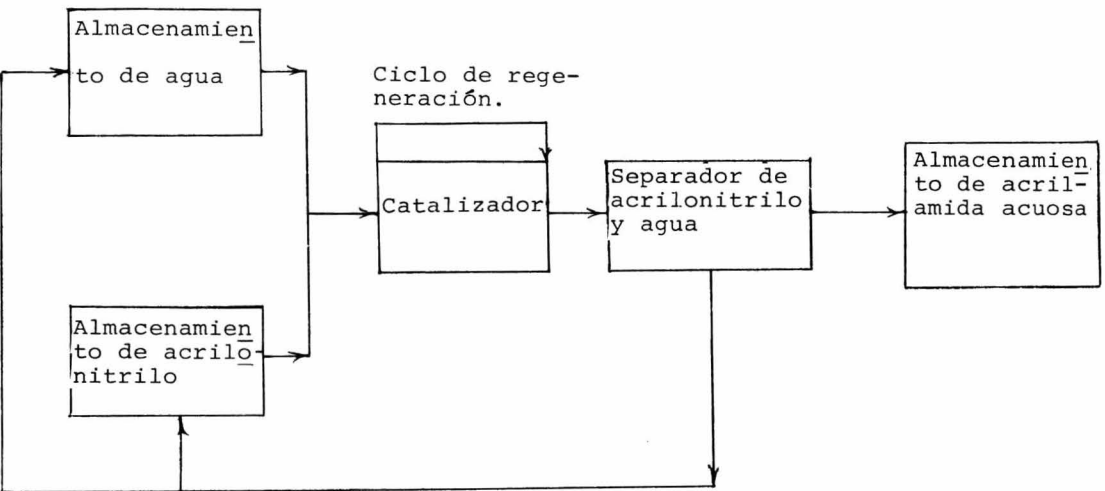 Almacenamien
to de agua
Ciclo de rege-
neración.
Catalizador
Separador de
acrilonitrilo
y agua
Almacenamien
to de acril-
amida acuosa
Almacenamien
to de acrilo-
nitrilo